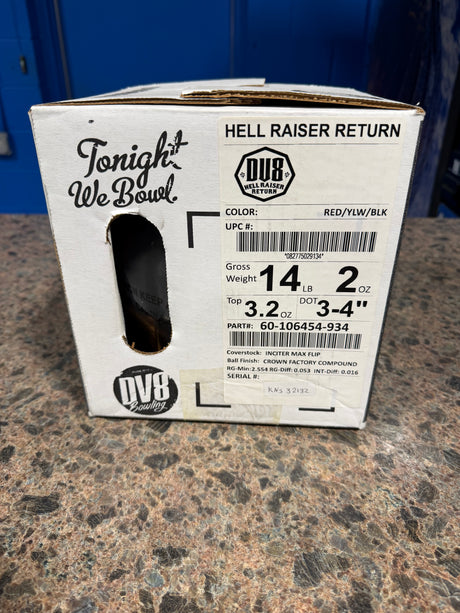 Tonight
We Bowl.
KEEP
DV8
Bowling
HELL RAISER RETURN
DV8
HELL RAISER
RETURN
COLOR: RED/YLW/BLK
UPC #:
*082775029134*
Gross
Weight 14 LB 2 OZ
Top 3.2 OZ DOT 3-4"
PART#: 60-106454-934
Coverstock: INCITER MAX FLIP
Ball Finish: CROWN FACTORY COMPOUND
RG-Min: 2.554 RG-Diff: 0.053 INT-Diff: 0.016
SERIAL #: